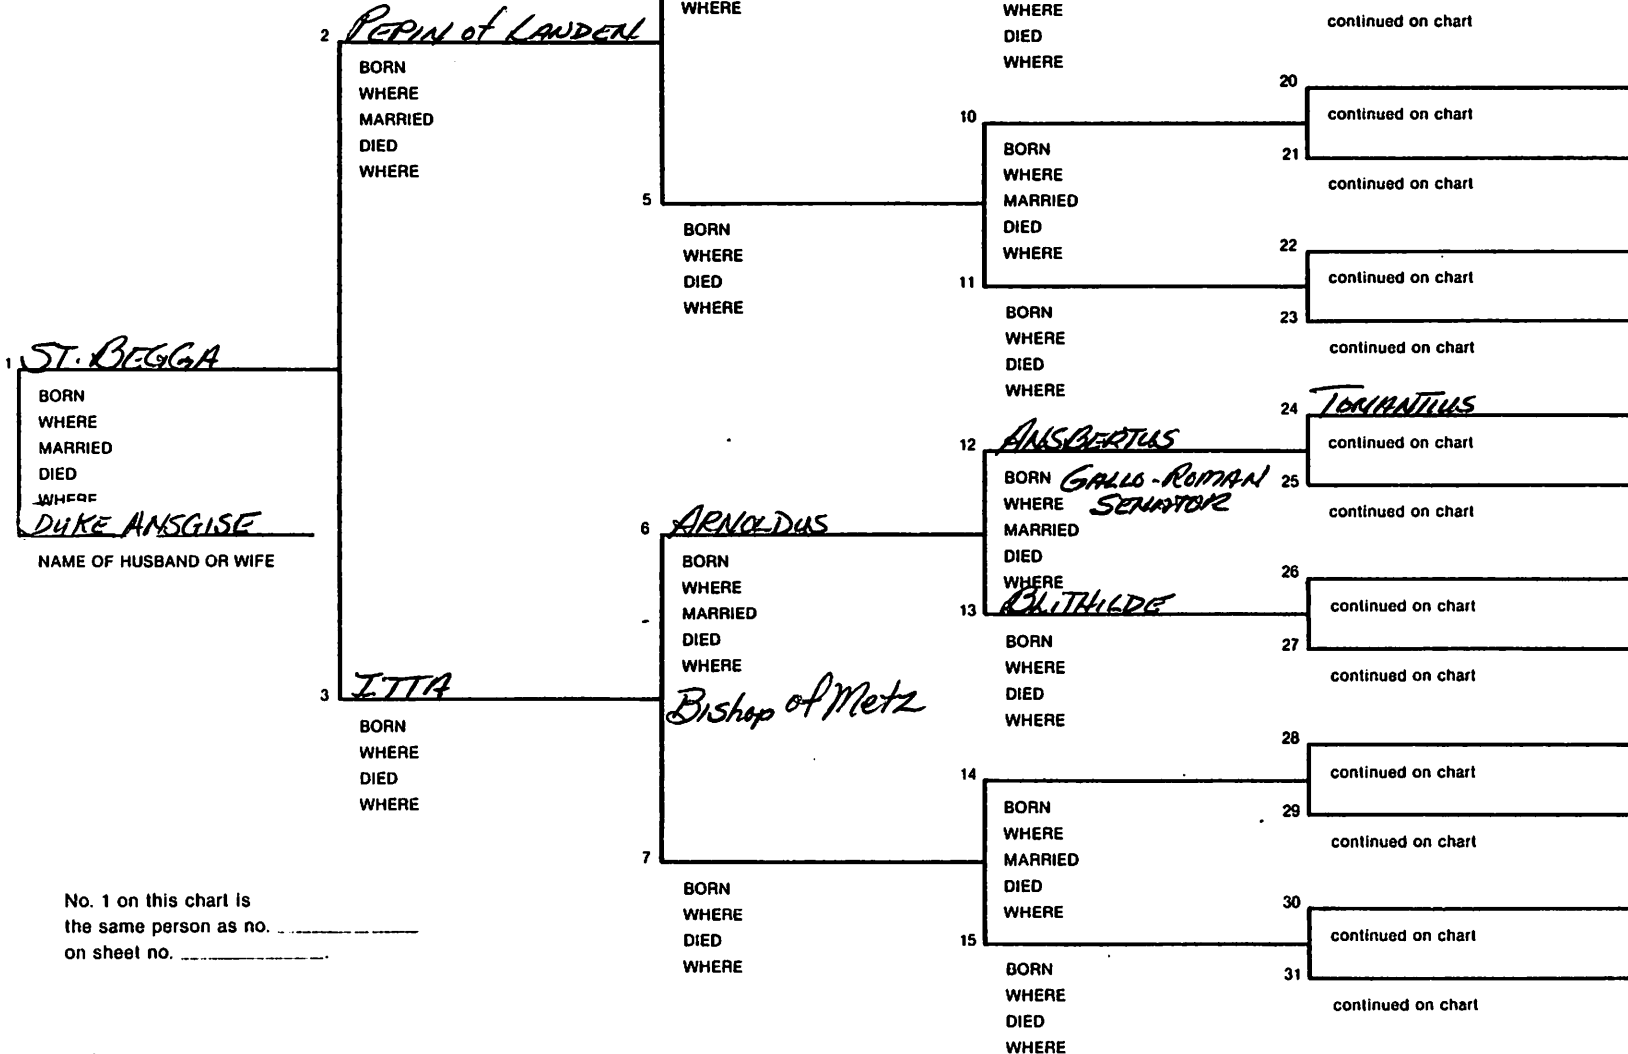 WHERE
WHERE
DIED
WHERE
continued on chart
2 PEPIN of LANDEN
BORN
WHERE
MARRIED
DIED
WHERE
5
BORN
WHERE
DIED
WHERE
10
BORN
WHERE
MARRIED
DIED
WHERE
11
BORN
WHERE
DIED
WHERE
20
continued on chart
21
continued on chart
22
continued on chart
23
continued on chart
1 ST. BEGGA
BORN
WHERE
MARRIED
DIED
WHERE
DUKE ANSGISE
NAME OF HUSBAND OR WIFE
3 ITTA
BORN
WHERE
DIED
WHERE
6 ARNOLDUS
BORN
WHERE
MARRIED
DIED
WHERE
Bishop of Metz
7
BORN
WHERE
DIED
WHERE
12 ANSBERTUS
BORN GALLO-ROMAN
WHERE SENATOR
MARRIED
DIED
WHERE
13 BLITHILDE
BORN
WHERE
DIED
WHERE
14
BORN
WHERE
MARRIED
DIED
WHERE
15
BORN
WHERE
DIED
WHERE
24
continued on chart
25
continued on chart
26
continued on chart
27
continued on chart
28
continued on chart
29
continued on chart
30
continued on chart
31
continued on chart
No. 1 on this chart is
the same person as no.
on sheet no.